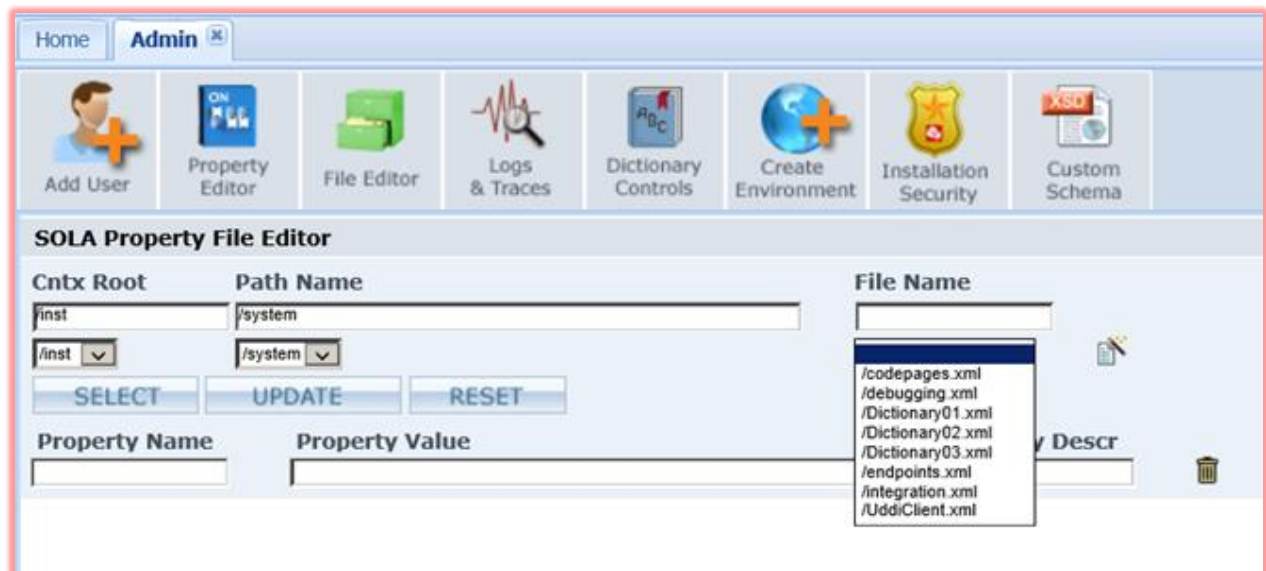 Home Admin
ON
Add User
Property
Editor
File Editor
Logs
& Traces
ABC
Dictionary
Controls
Create
Environment
Installation
Security
XSD
Custom
Schema
SOLA Property File Editor
Cntx Root Path Name File Name
/inst /system
/inst /system
/codepages.xml
/debugging.xml
/Dictionary01.xml
/Dictionary02.xml
/Dictionary03.xml
/endpoints.xml
/integration.xml
/UddiClient.xml
SELECT UPDATE RESET
Property Name Property Value y Descr